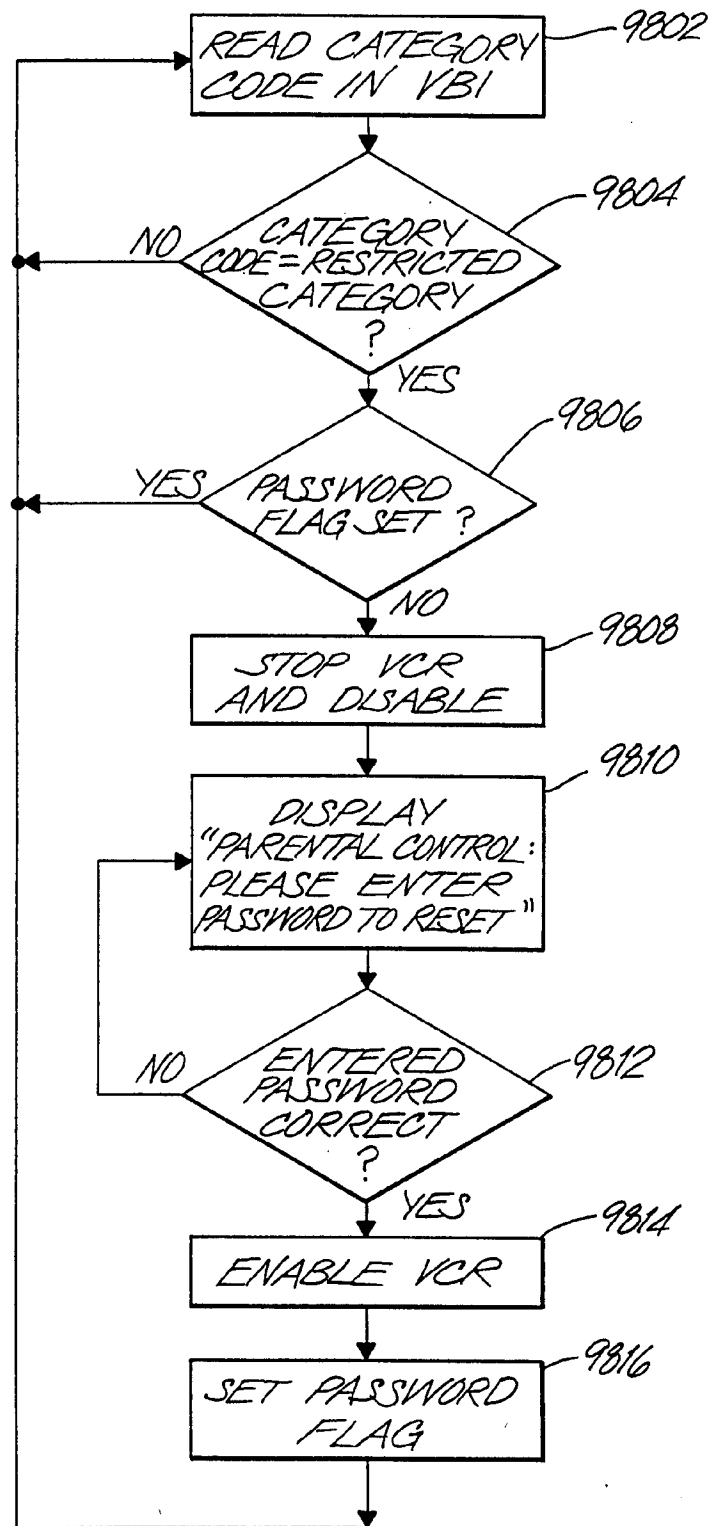 READ CATEGORY
CODE IN VBI
9802
CATEGORY
CODE=RESTRICTED
CATEGORY
?
9804
NO
YES
PASSWORD
FLAG SET ?
9806
YES
NO
STOP VCR
AND DISABLE
9808
DISPLAY
"PARENTAL CONTROL:
PLEASE ENTER
PASSWORD TO RESET"
9810
ENTERED
PASSWORD
CORRECT
?
9812
NO
YES
ENABLE VCR
9814
SET PASSWORD
FLAG
9816